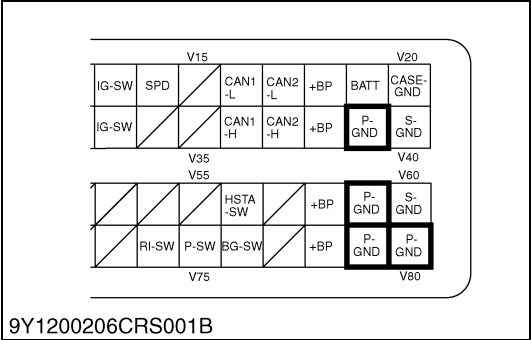 V15 V20
IG-SW SPD CAN1 -L CAN2 -L +BP BATT CASE- GND
IG-SW CAN1 -H CAN2 -H +BP P- GND S- GND
V35 V40
V55 V60
HSTA -SW +BP P- GND S- GND
RI-SW P-SW BG-SW +BP P- GND P- GND
V75 V80
9Y1200206CRS001B